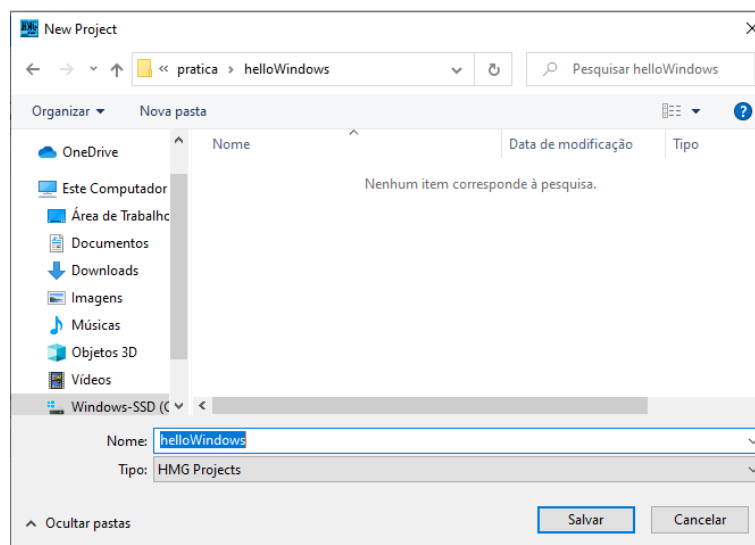 HMG New Project
« pratica › helloWindows
Pesquisar helloWindows
Organizar
Nova pasta
Nome
Data de modificação
Tipo
Nenhum item corresponde à pesquisa.
OneDrive
Este Computador
Área de Trabalhc
Documentos
Downloads
Imagens
Músicas
Objetos 3D
Vídeos
Windows-SSD (C
Nome: helloWindows
Tipo: HMG Projects
Ocultar pastas
Salvar
Cancelar